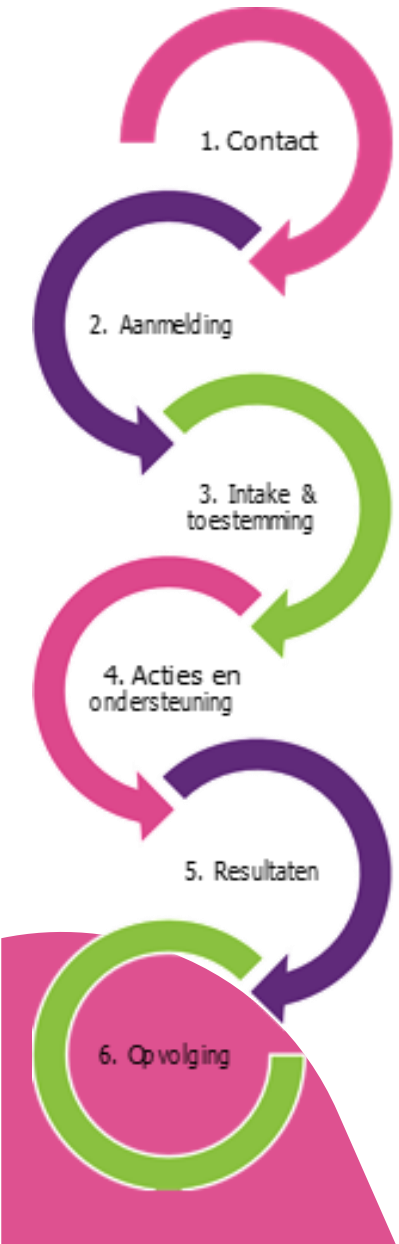 1. Contact
2. Aanmelding
3. Intake &
toestemming
4. Acties en
ondersteuning
5. Resultaten
6. Opvolging